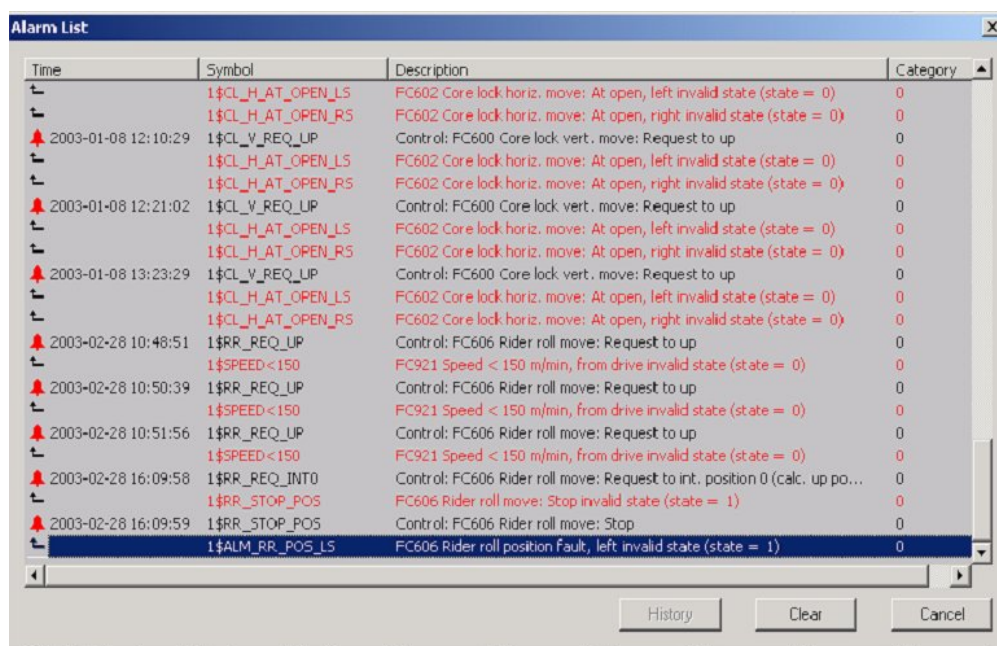 Alarm List
Time Symbol Description Category
1$CL_H_AT_OPEN_LS FC602 Core lock horiz. move: At open, left invalid state (state = 0) 0
1$CL_H_AT_OPEN_RS FC602 Core lock horiz. move: At open, right invalid state (state = 0) 0
2003-01-08 12:10:29 1$CL_V_REQ_UP Control: FC600 Core lock vert. move: Request to up 0
1$CL_H_AT_OPEN_LS FC602 Core lock horiz. move: At open, left invalid state (state = 0) 0
1$CL_H_AT_OPEN_RS FC602 Core lock horiz. move: At open, right invalid state (state = 0) 0
2003-01-08 12:21:02 1$CL_V_REQ_UP Control: FC600 Core lock vert. move: Request to up 0
1$CL_H_AT_OPEN_LS FC602 Core lock horiz. move: At open, left invalid state (state = 0) 0
1$CL_H_AT_OPEN_RS FC602 Core lock horiz. move: At open, right invalid state (state = 0) 0
2003-01-08 13:23:29 1$CL_V_REQ_UP Control: FC600 Core lock vert. move: Request to up 0
1$CL_H_AT_OPEN_LS FC602 Core lock horiz. move: At open, left invalid state (state = 0) 0
1$CL_H_AT_OPEN_RS FC602 Core lock horiz. move: At open, right invalid state (state = 0) 0
2003-02-28 10:48:51 1$RR_REQ_UP Control: FC606 Rider roll move: Request to up 0
1$SPEED<150 FC921 Speed < 150 m/min, from drive invalid state (state = 0) 0
2003-02-28 10:50:39 1$RR_REQ_UP Control: FC606 Rider roll move: Request to up 0
1$SPEED<150 FC921 Speed < 150 m/min, from drive invalid state (state = 0) 0
2003-02-28 10:51:56 1$RR_REQ_UP Control: FC606 Rider roll move: Request to up 0
1$SPEED<150 FC921 Speed < 150 m/min, from drive invalid state (state = 0) 0
2003-02-28 16:09:58 1$RR_REQ_INT0 Control: FC606 Rider roll move: Request to int. position 0 (calc. up po... 0
1$RR_STOP_POS FC606 Rider roll move: Stop invalid state (state = 1) 0
2003-02-28 16:09:59 1$RR_STOP_POS Control: FC606 Rider roll move: Stop 0
1$ALM_RR_POS_LS FC606 Rider roll position fault, left invalid state (state = 1) 0
History Clear Cancel